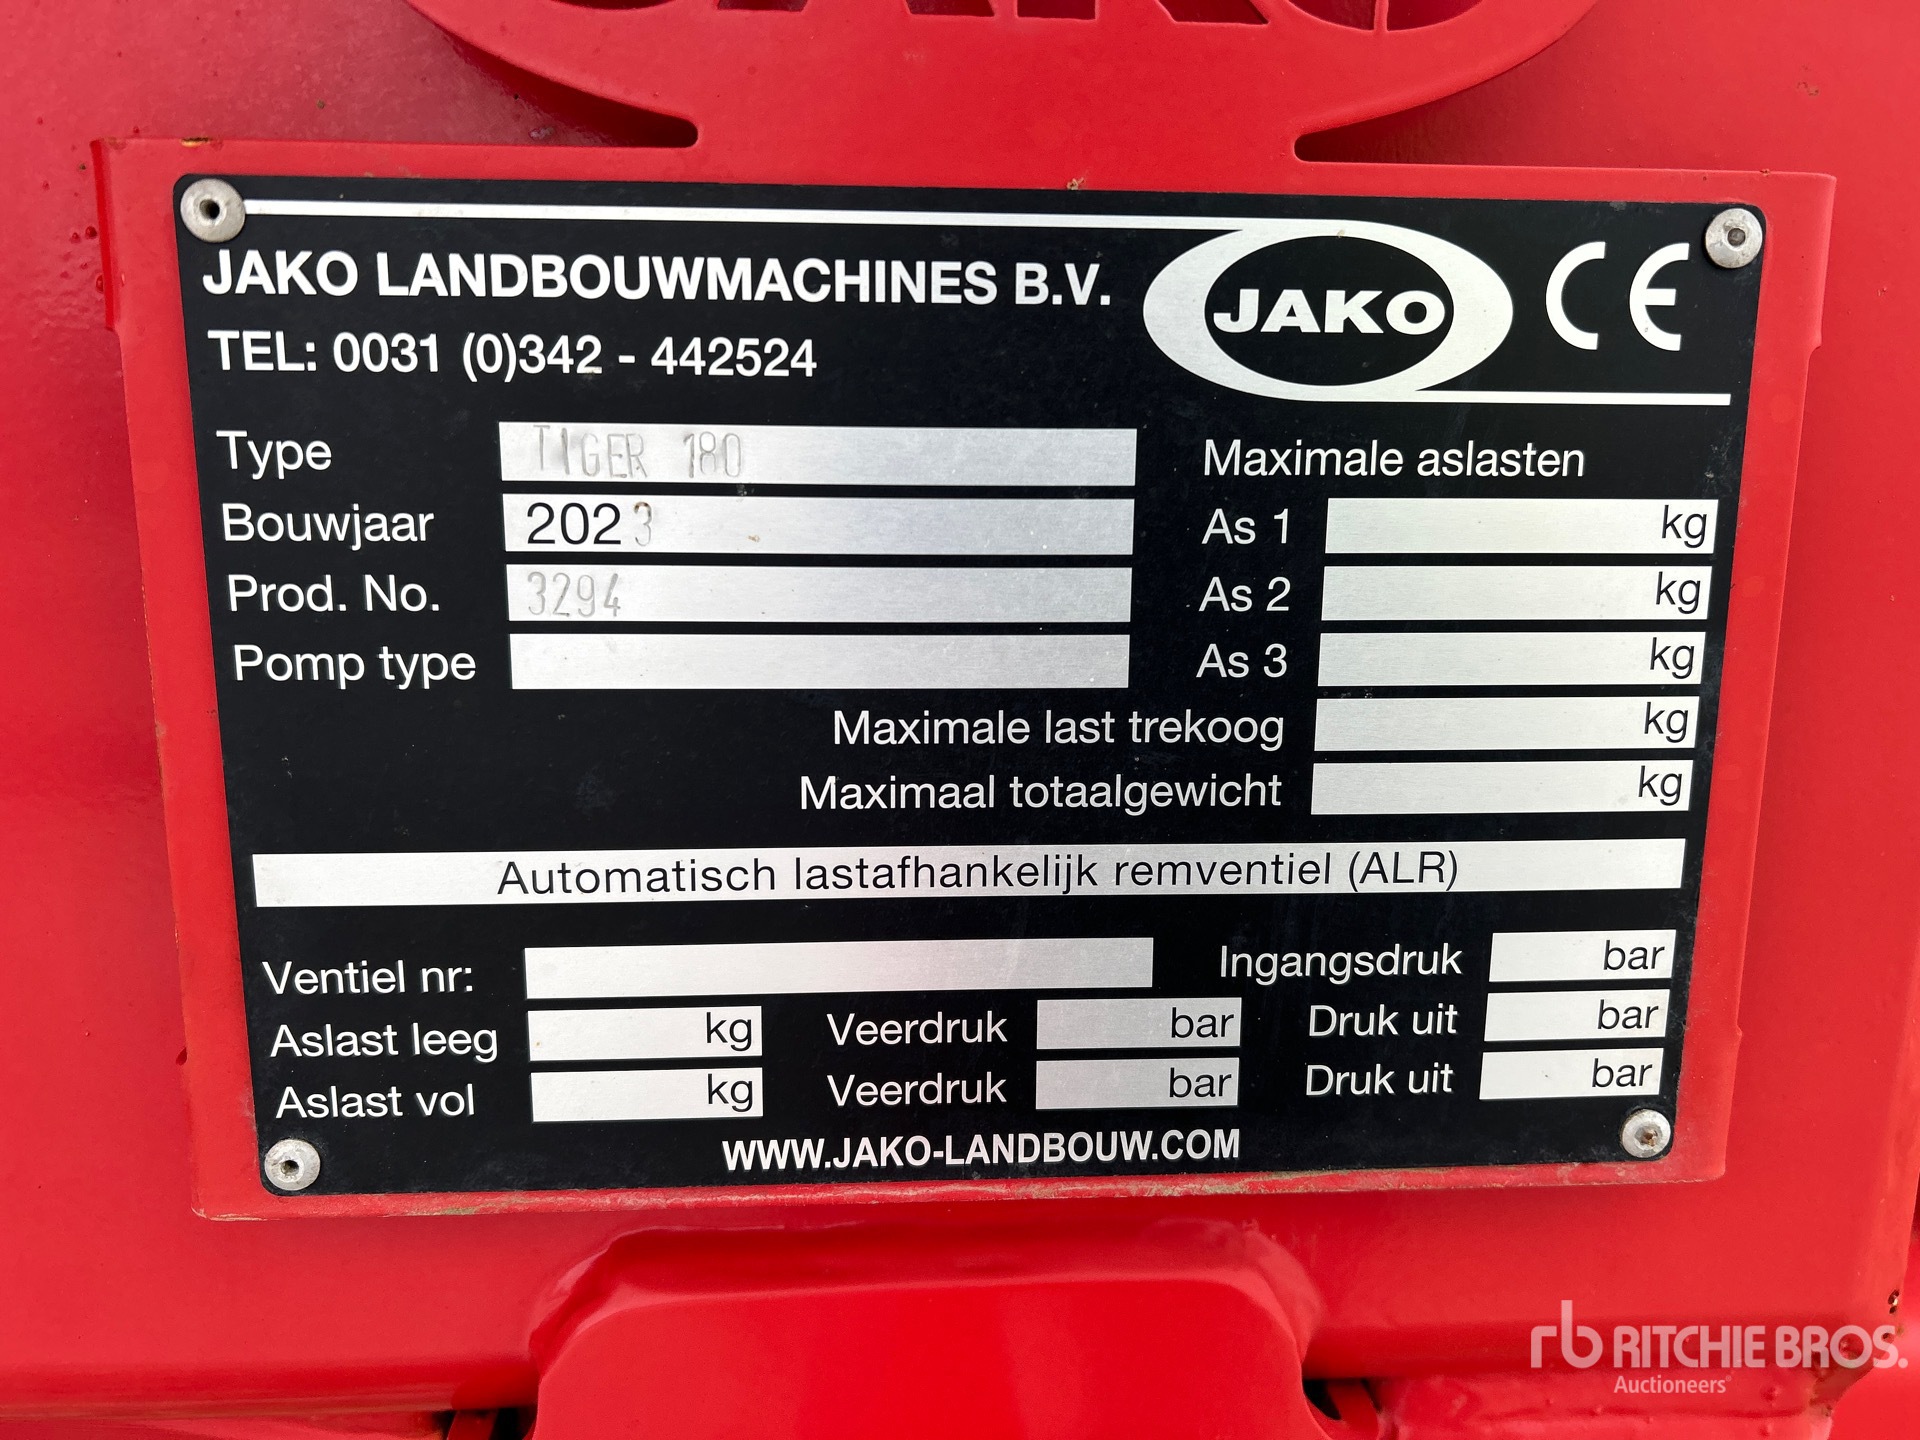 JAKO LANDBOUWMACHINES B.V.
JAKO
CE
TEL: 0031 (0)342 - 442524
Type TIGER 180
Bouwjaar 2023
Prod. No. 3294
Pomp type
Maximale aslasten
As 1 kg
As 2 kg
As 3 kg
Maximale last trekoog kg
Maximaal totaalgewicht kg
Automatisch lastafhankelijk remventiel (ALR)
Ventiel nr: Ingangsdruk bar
Aslast leeg kg Veerdruk bar Druk uit bar
Aslast vol kg Veerdruk bar Druk uit bar
WWW.JAKO-LANDBOUW.COM
rb RITCHIE BROS.
Auctioneers